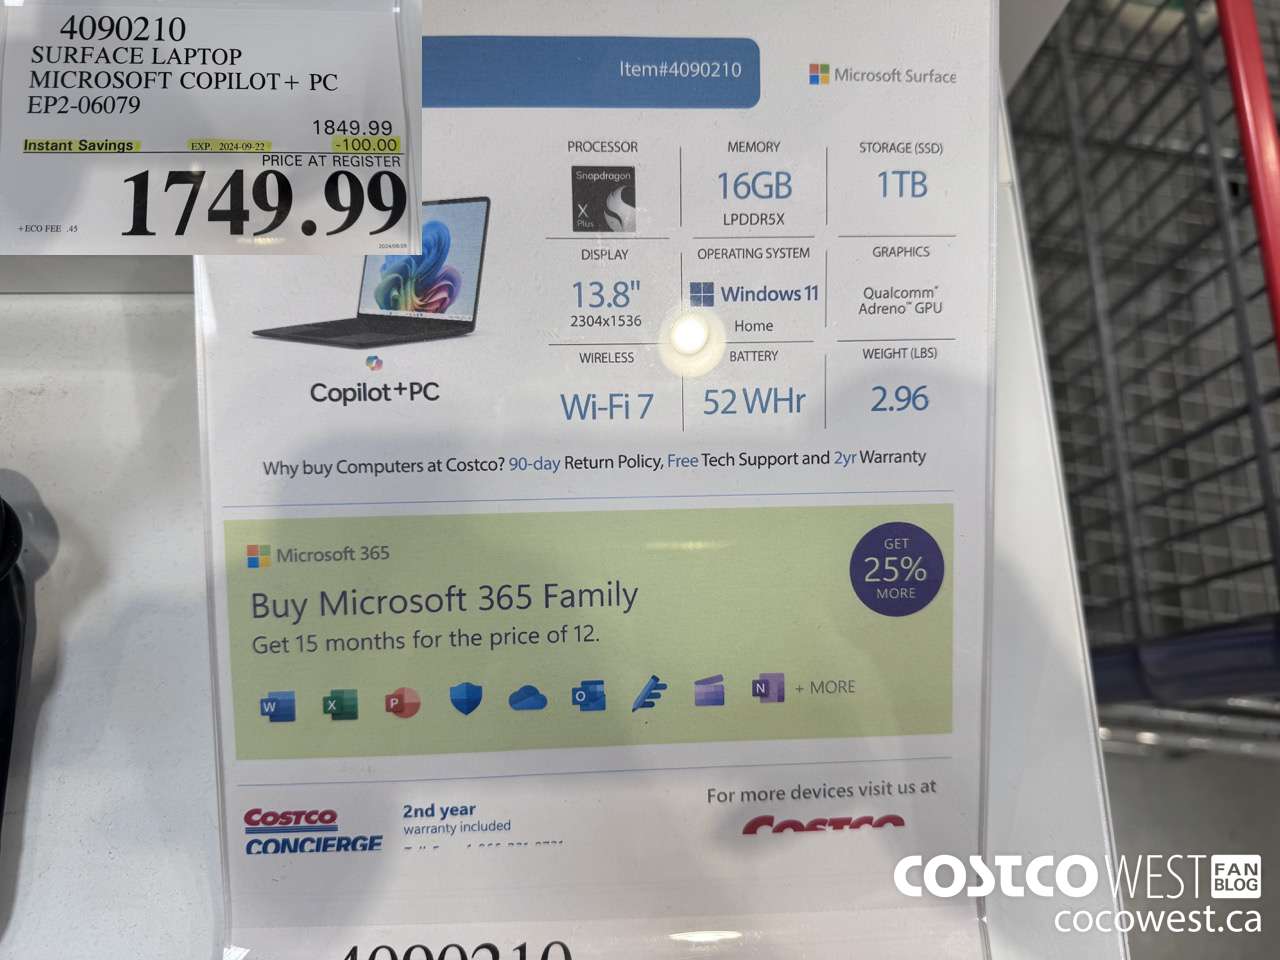 4090210
SURFACE LAPTOP
MICROSOFT COPILOT+ PC
EP2-06079
1849.99
Instant Savings EXP. 2024-09-22 -100.00
PRICE AT REGISTER
1749.99
+ECO FEE .45
Item#4090210
Microsoft Surface
PROCESSOR
Snapdragon
X
Plus
MEMORY
16GB
LPDDR5X
STORAGE (SSD)
1TB
DISPLAY
13.8"
2304x1536
OPERATING SYSTEM
Windows 11
Home
GRAPHICS
Qualcomm®
Adreno™ GPU
WIRELESS
Wi-Fi 7
BATTERY
52 WHr
WEIGHT (LBS)
2.96
Copilot+PC
Why buy Computers at Costco? 90-day Return Policy, Free Tech Support and 2yr Warranty
Microsoft 365
Buy Microsoft 365 Family
Get 15 months for the price of 12.
GET
25%
MORE
W X P O N + MORE
COSTCO
CONCIERGE
2nd year
warranty included
For more devices visit us at
COSTCO
4090210
COSTCO WEST FAN BLOG
cocowest.ca